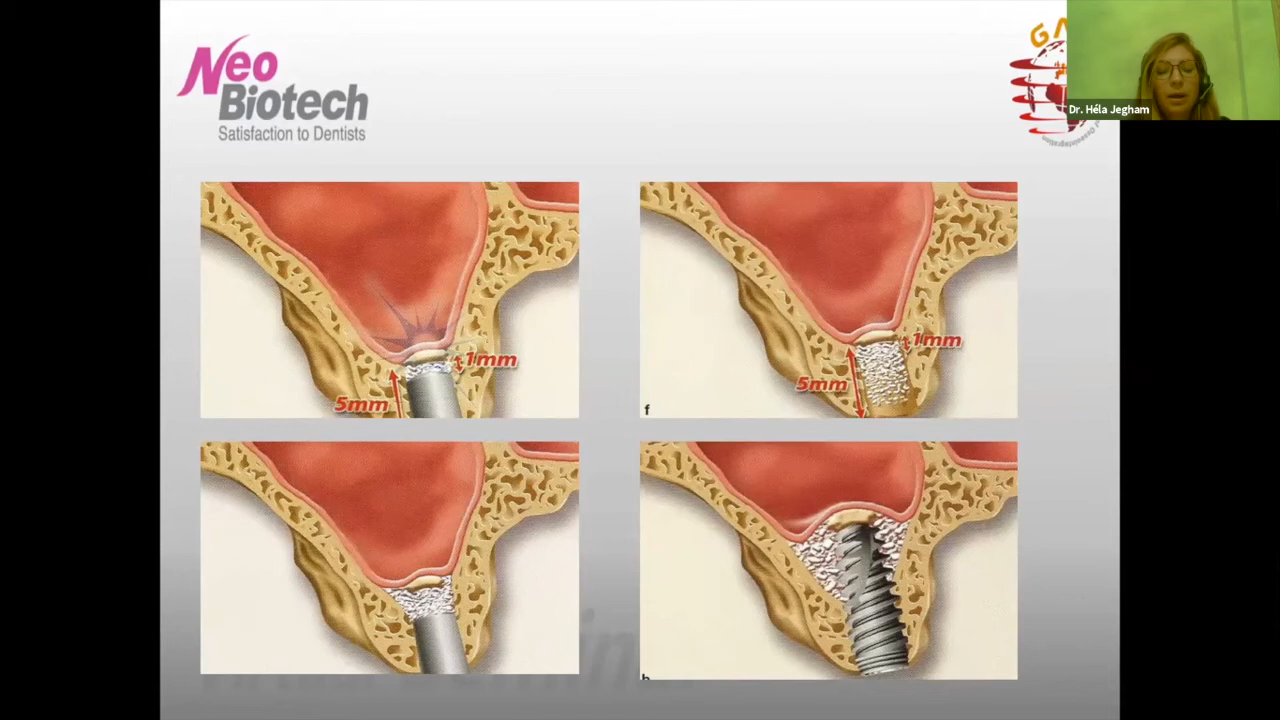 Neo
Biotech
Satisfaction to Dentists
Dr. Héla Jegham
1mm
5mm
1mm
5mm
f
h